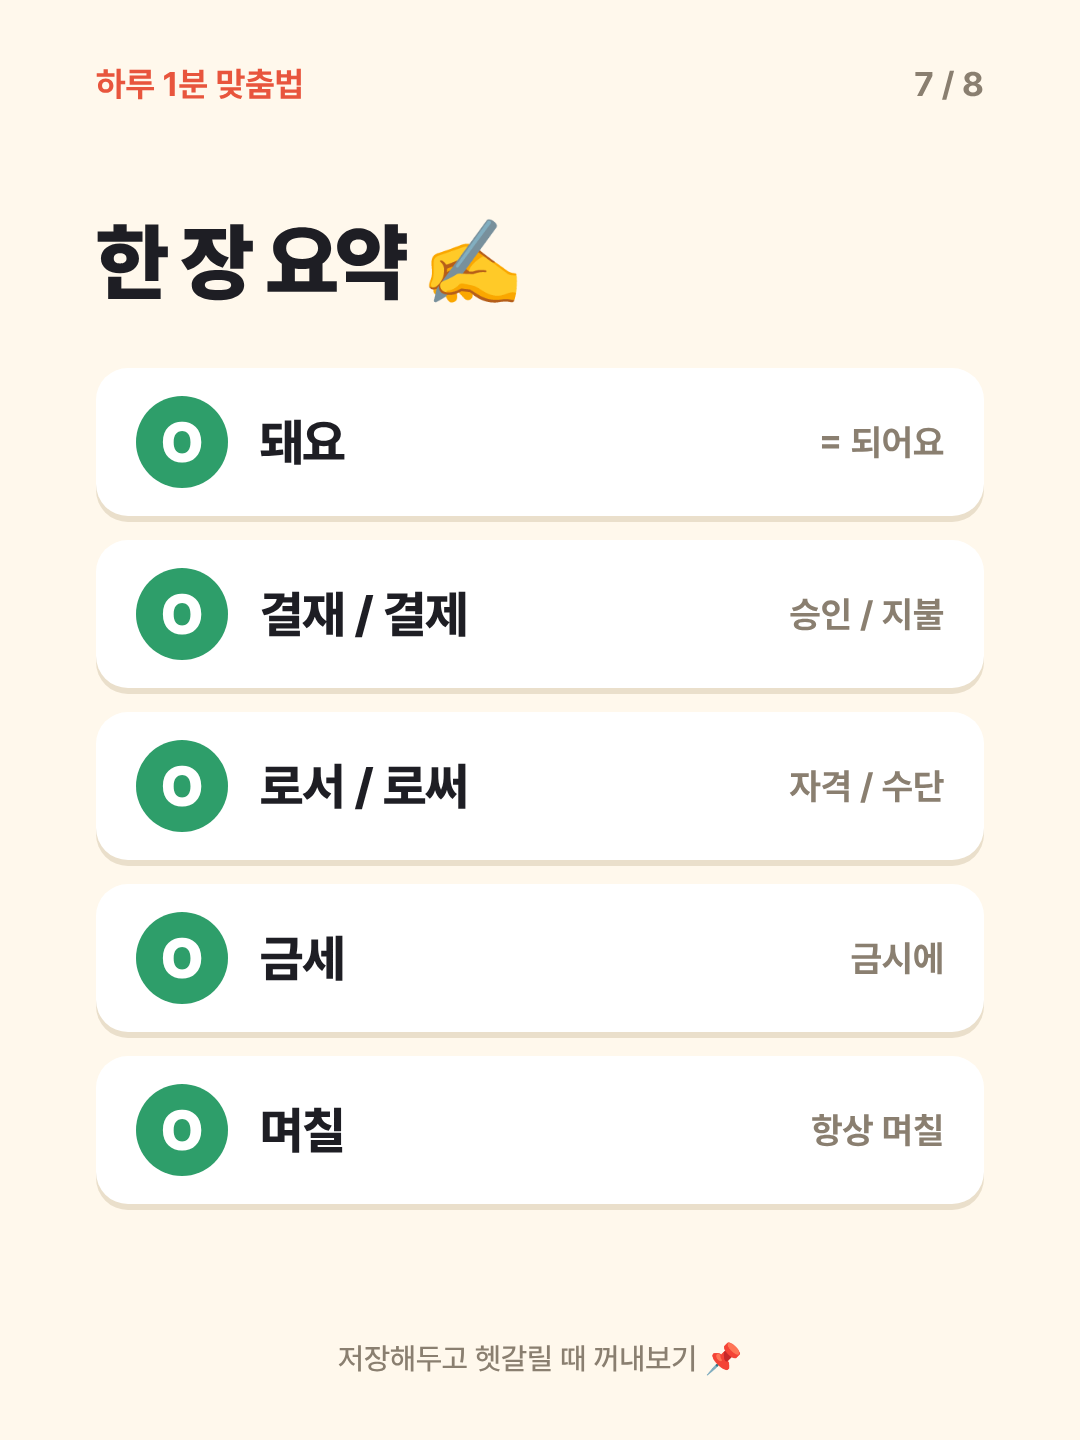 하루 1분 맞춤법
7 / 8
한 장 요약 ✍️
O 돼요 = 되어요
O 결재 / 결제 승인 / 지불
O 로서 / 로써 자격 / 수단
O 금세 금시에
O 며칠 항상 며칠
저장해두고 헷갈릴 때 꺼내보기 📌